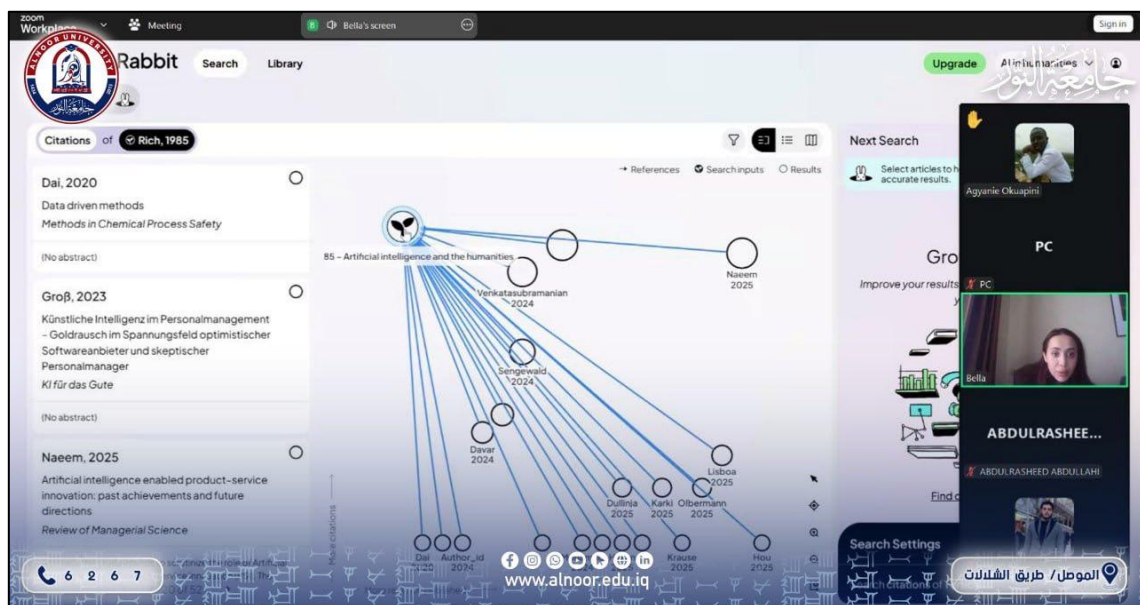 zoom
Workplace
Meeting
B
Bella's screen
Sign in
ALNOOR UNIVERSITY
جامعة النور
Rabbit
Search
Library
Upgrade
AI in humanities
جامعة النور
Citations of Rich, 1985
References
Search inputs
Results
Next Search
Select articles to h
accurate results.
Dai, 2020
Data driven methods
Methods in Chemical Process Safety
(No abstract)
Groß, 2023
Künstliche Intelligenz im Personalmanagement
– Goldrausch im Spannungsfeld optimistischer
Softwareanbieter und skeptischer
Personalmanager
KI für das Gute
(No abstract)
Naeem, 2025
Artificial intelligence enabled product–service
innovation: past achievements and future
directions
Review of Managerial Science
85 – Artificial intelligence and the humanities
Venkatasubramanian
2024
Naeem
2025
Sengewald
2024
Davar
2024
Lisboa
2025
Dullinja
2025
Karki
2025
Olbermann
2025
More citations
Dai
2020
Author_id
2024
Krause
2025
Hou
2025
Gro
Improve your results
Find
Search Settings
Agyanie Okuapini
PC
PC
Bella
ABDULRASHEE...
ABDULRASHEED ABDULLAHI
6267
www.alnoor.edu.iq
الموصل/ طريق الشلالات